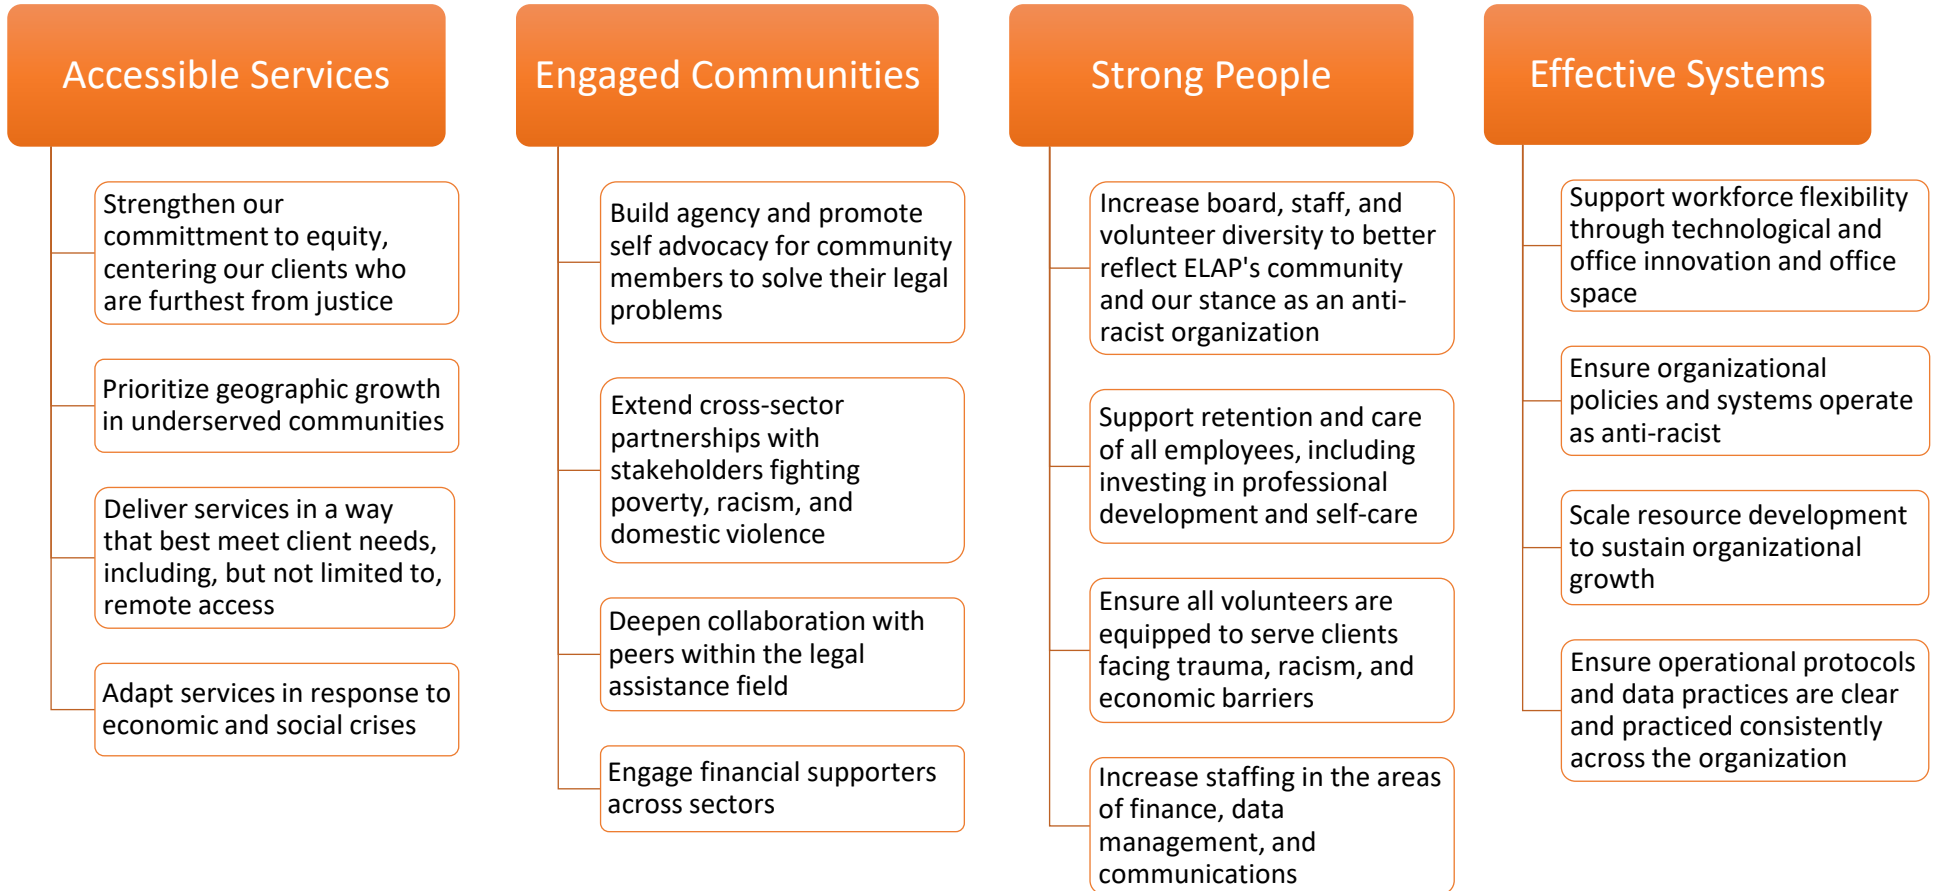 Accessible Services
Strengthen our
committment to equity,
centering our clients who
are furthest from justice
Prioritize geographic growth
in underserved communities
Deliver services in a way
that best meet client needs,
including, but not limited to,
remote access
Adapt services in response to
economic and social crises
Engaged Communities
Build agency and promote
self advocacy for community
members to solve their legal
problems
Extend cross-sector
partnerships with
stakeholders fighting
poverty, racism, and
domestic violence
Deepen collaboration with
peers within the legal
assistance field
Engage financial supporters
across sectors
Strong People
Increase board, staff, and
volunteer diversity to better
reflect ELAP's community
and our stance as an anti-
racist organization
Support retention and care
of all employees, including
investing in professional
development and self-care
Ensure all volunteers are
equipped to serve clients
facing trauma, racism, and
economic barriers
Increase staffing in the areas
of finance, data
management, and
communications
Effective Systems
Support workforce flexibility
through technological and
office innovation and office
space
Ensure organizational
policies and systems operate
as anti-racist
Scale resource development
to sustain organizational
growth
Ensure operational protocols
and data practices are clear
and practiced consistently
across the organization